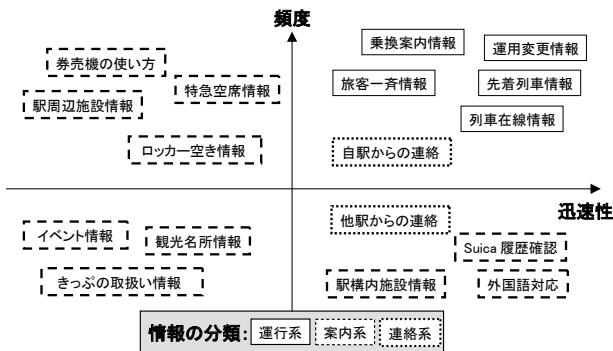 頻度
乗換案内情報
運用変更情報
券売機の使い方
特急空席情報
旅客一斉情報
先着列車情報
駅周辺施設情報
列車在線情報
ロッカー空き情報
自駅からの連絡
迅速性
他駅からの連絡
イベント情報
観光名所情報
Suica 履歴確認
きっぷの取扱い情報
駅構内施設情報
外国語対応
情報の分類: 運行系 案内系 連絡系